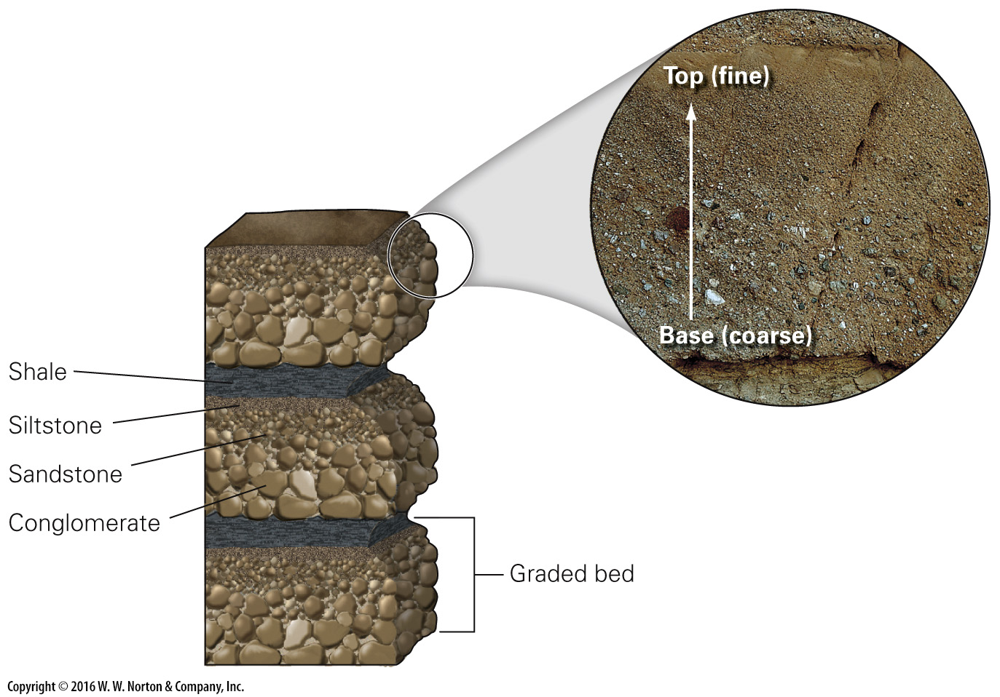 Top (fine)
Base (coarse)
Shale
Siltstone
Sandstone
Conglomerate
Graded bed
Copyright © 2016 W. W. Norton & Company, Inc.